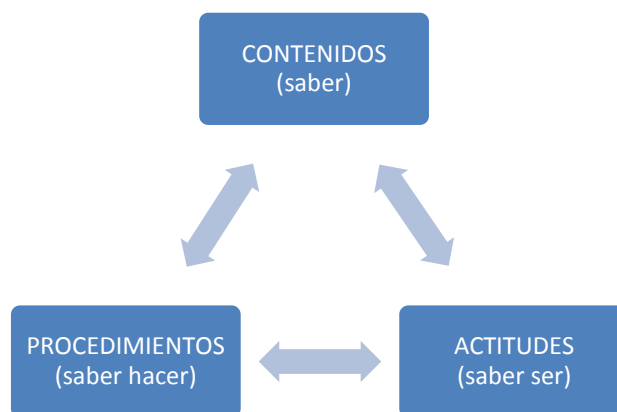 CONTENIDOS
(saber)
PROCEDIMIENTOS
(saber hacer)
ACTITUDES
(saber ser)